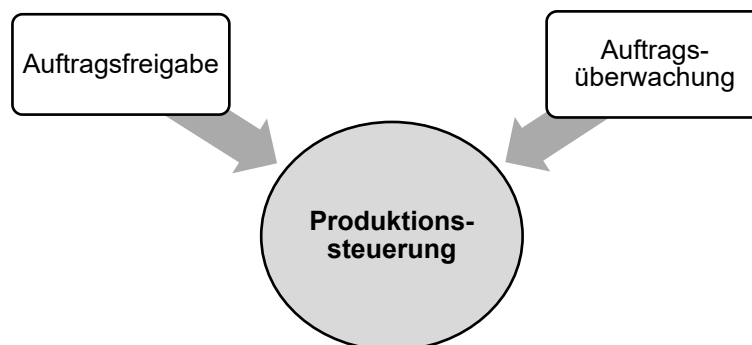 Auftragsfreigabe
Auftrags-
überwachung
Produktions-
steuerung